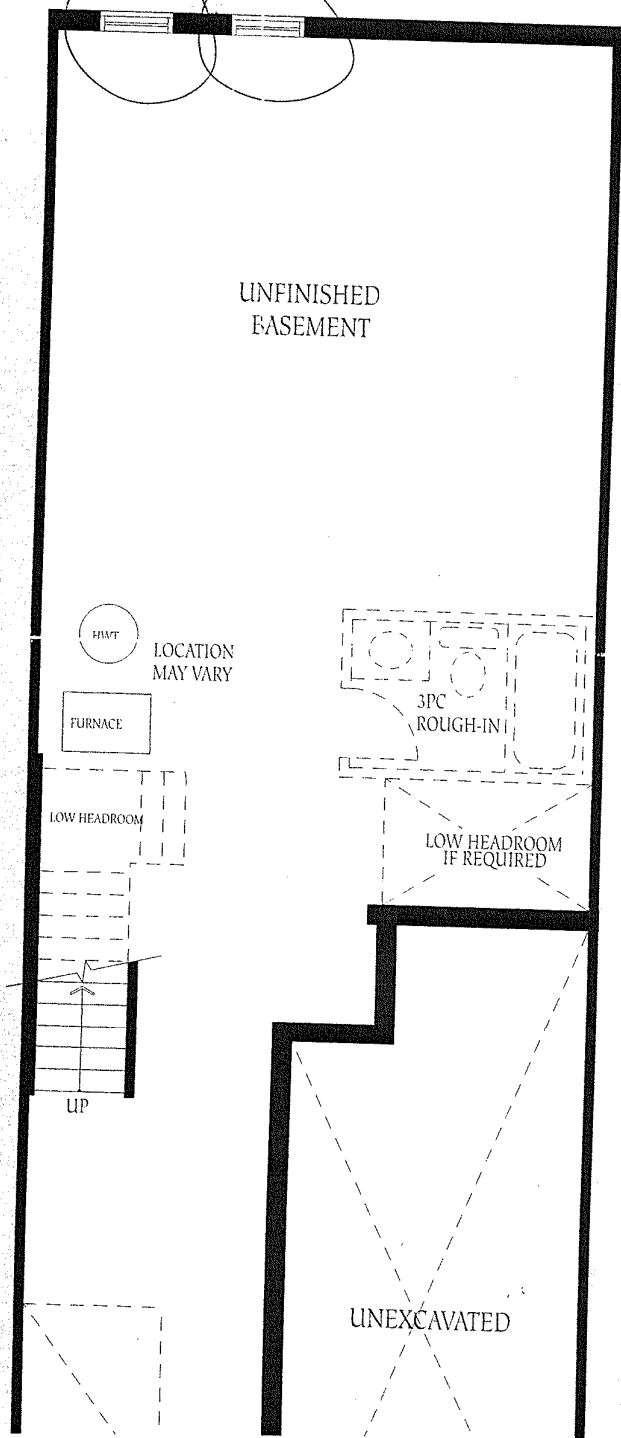 UNFINISHED
BASEMENT
HWT
LOCATION
MAY VARY
FURNACE
3PC
ROUGH-IN
LOW HEADROOM
LOW HEADROOM
IF REQUIRED
UP
UNEXCAVATED